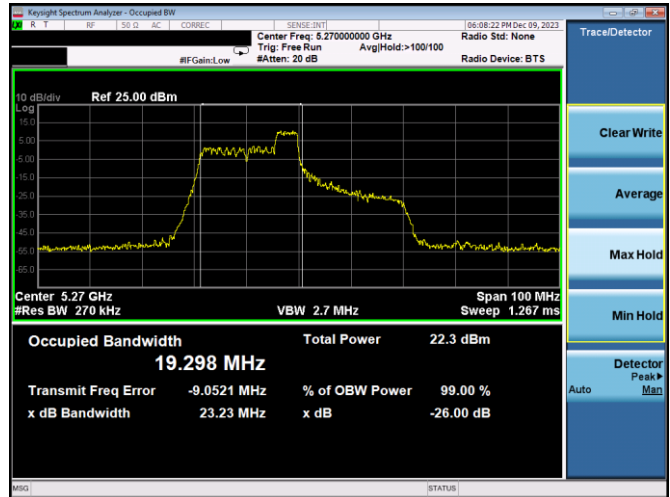 Keysight Spectrum Analyzer - Occupied BW
LXI R T RF 50 Ω AC CORREC SENSE:INT 06:08:22 PM Dec 09, 2023
Center Freq: 5.270000000 GHz Radio Std: None
Trig: Free Run Avg|Hold:>100/100
#IFGain:Low #Atten: 20 dB Radio Device: BTS
10 dB/div Ref 25.00 dBm
Log
15.0
5.00
-5.00
-15.0
-25.0
-35.0
-45.0
-55.0
-65.0
Center 5.27 GHz Span 100 MHz
#Res BW 270 kHz VBW 2.7 MHz Sweep 1.267 ms
Occupied Bandwidth Total Power 22.3 dBm
19.298 MHz
Transmit Freq Error -9.0521 MHz % of OBW Power 99.00 %
x dB Bandwidth 23.23 MHz x dB -26.00 dB
MSG STATUS
Trace/Detector
Clear Write
Average
Max Hold
Min Hold
Detector
Peak▶
Auto Man